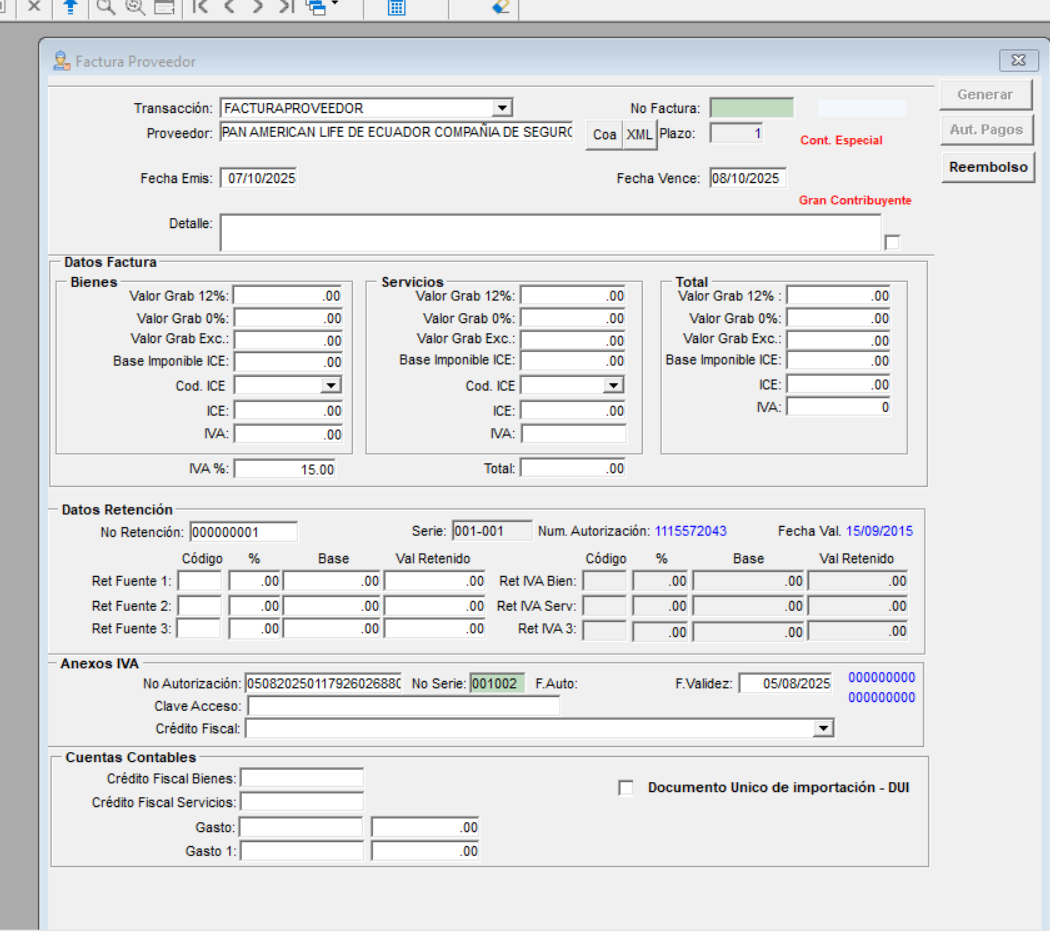 Factura Proveedor
Transacción: FACTURAPROVEEDOR No Factura: Generar
Proveedor: PAN AMERICAN LIFE DE ECUADOR COMPAÑIA DE SEGURO Coa XML Plazo: 1 Cont. Especial Aut. Pagos
Reembolso
Fecha Emis: 07/10/2025 Fecha Vence: 08/10/2025
Gran Contribuyente
Detalle:
Datos Factura
Bienes Servicios Total
Valor Grab 12%: .00 Valor Grab 12%: .00 Valor Grab 12% : .00
Valor Grab 0%: .00 Valor Grab 0%: .00 Valor Grab 0%: .00
Valor Grab Exc.: .00 Valor Grab Exc.: .00 Valor Grab Exc.: .00
Base Imponible ICE: .00 Base Imponible ICE: .00 Base Imponible ICE: .00
Cod. ICE Cod. ICE ICE: .00
ICE: .00 ICE: .00 IVA: 0
IVA: .00 IVA:
IVA %: 15.00 Total: .00
Datos Retención
No Retención: 000000001 Serie: 001-001 Num. Autorización: 1115572043 Fecha Val. 15/09/2015
Código % Base Val Retenido Código % Base Val Retenido
Ret Fuente 1: .00 .00 .00 Ret IVA Bien: .00 .00 .00
Ret Fuente 2: .00 .00 .00 Ret IVA Serv: .00 .00 .00
Ret Fuente 3: .00 .00 .00 Ret IVA 3: .00 .00 .00
Anexos IVA
No Autorización: 050820250117926026880 No Serie: 001002 F.Auto: F.Validez: 05/08/2025 000000000
Clave Acceso: 000000000
Crédito Fiscal:
Cuentas Contables
Crédito Fiscal Bienes: Documento Unico de importación - DUI
Crédito Fiscal Servicios:
Gasto: .00
Gasto 1: .00